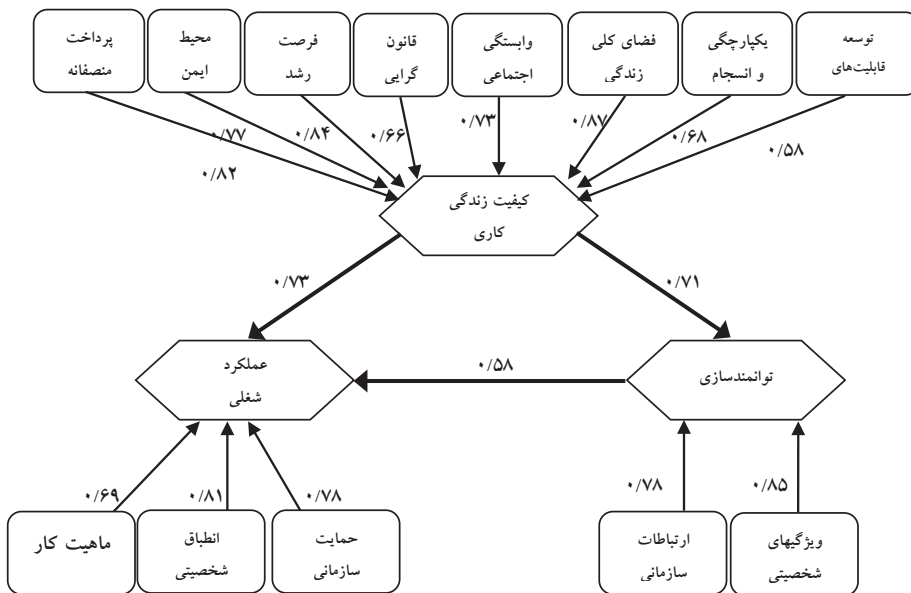 توسعه
قابلیت‌های
یکپارچگی
و انسجام
فضای کلی
زندگی
وابستگی
اجتماعی
قانون
گرایی
فرصت
رشد
محیط
ایمن
پرداخت
منصفانه
۰/۵۸
۰/۶۸
۰/۸۷
۰/۷۳
۰/۶۶
۰/۸۴
۰/۷۷
۰/۸۲
کیفیت زندگی
کاری
۰/۷۱
۰/۷۳
توانمندسازی
۰/۵۸
عملکرد
شغلی
۰/۸۵
۰/۷۸
۰/۷۸
۰/۸۱
۰/۶۹
ویژگیهای
شخصیتی
ارتباطات
سازمانی
حمایت
سازمانی
انطباق
شخصیتی
ماهیت کار